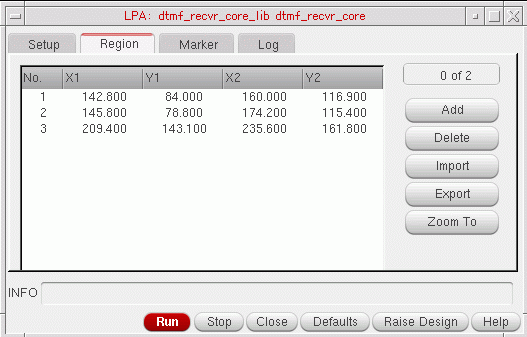 LPA: dtmf_recvr_core_lib dtmf_recvr_core
Setup Region Marker Log
No. X1 Y1 X2 Y2
1 142.800 84.000 160.000 116.900
2 145.800 78.800 174.200 115.400
3 209.400 143.100 235.600 161.800
0 of 2
Add
Delete
Import
Export
Zoom To
INFO
Run Stop Close Defaults Raise Design Help